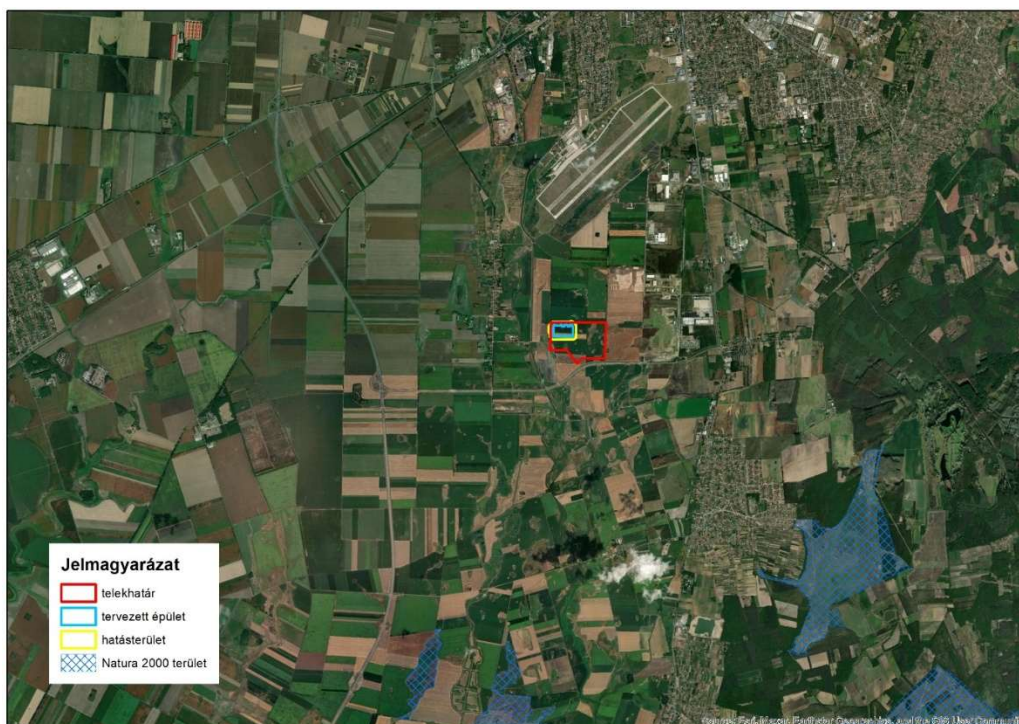 Jelmagyarázat
telekhatár
tervezett épület
hatásterület
Natura 2000 terület